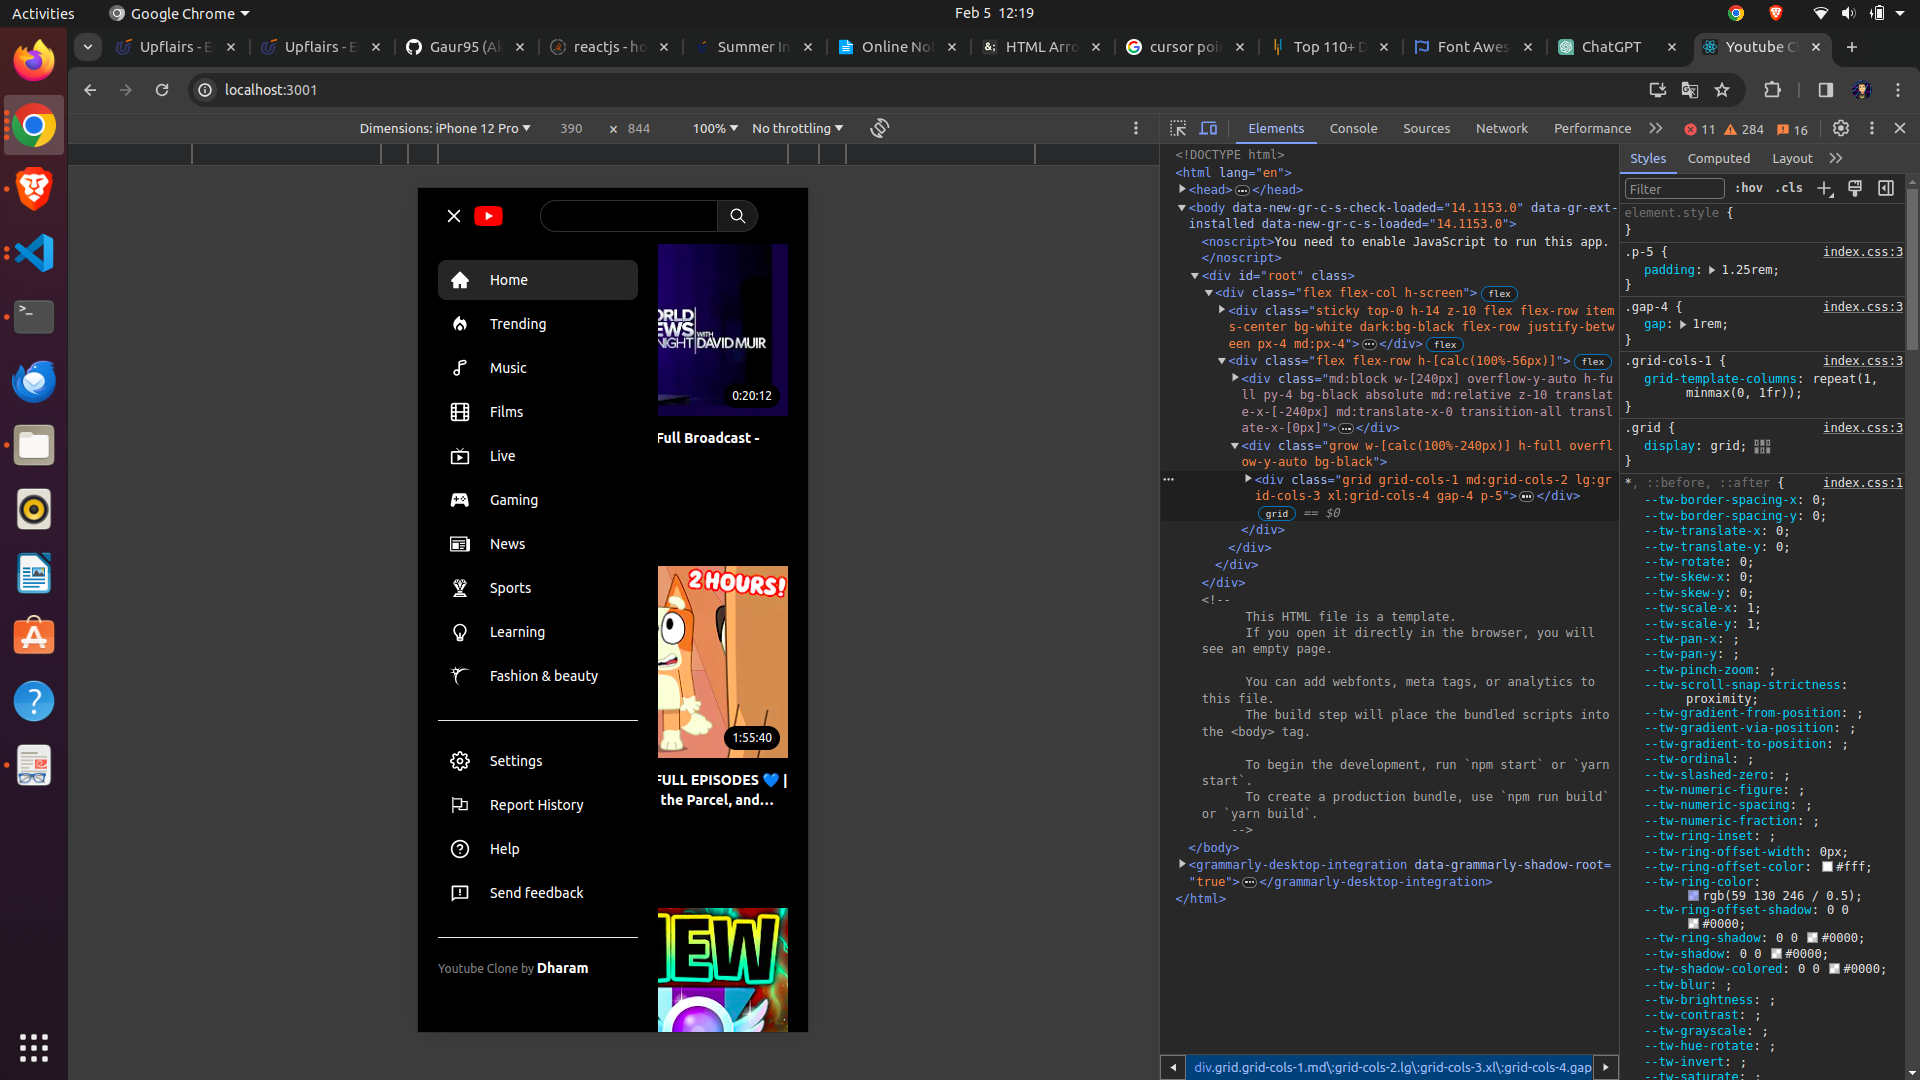 Activities
Google Chrome
Feb 5 12:19
Upflairs - E
Upflairs - E
Gaur95 (Ak
reactjs - ho
Summer In
Online Not
HTML Arro
cursor poin
Top 110+ D
Font Awes
ChatGPT
Youtube Cl
localhost:3001
Dimensions: iPhone 12 Pro
390
× 844
100%
No throttling
Elements
Console
Sources
Network
Performance
11
284
16
Home
Trending
Music
Films
Live
Gaming
News
Sports
Learning
Fashion & beauty
Settings
Report History
Help
Send feedback
Youtube Clone by Dharam
ORLD
EWS
WITH
NIGHT DAVID MUIR
0:20:12
Full Broadcast -
2 HOURS!
1:55:40
FULL EPISODES 💙 |
the Parcel, and...
NEW
<!DOCTYPE html>
<html lang="en">
<head>…</head>
<body data-new-gr-c-s-check-loaded="14.1153.0" data-gr-ext-
installed data-new-gr-c-s-loaded="14.1153.0">
<noscript>You need to enable JavaScript to run this app.
</noscript>
<div id="root" class>
<div class="flex flex-col h-screen"> flex
<div class="sticky top-0 h-14 z-10 flex flex-row item
s-center bg-white dark:bg-black flex-row justify-betw
een px-4 md:px-4">…</div> flex
<div class="flex flex-row h-[calc(100%-56px)]"> flex
<div class="md:block w-[240px] overflow-y-auto h-fu
ll py-4 bg-black absolute md:relative z-10 translat
e-x-[-240px] md:translate-x-0 transition-all transl
ate-x-[0px]">…</div>
<div class="grow w-[calc(100%-240px)] h-full overfl
ow-y-auto bg-black">
<div class="grid grid-cols-1 md:grid-cols-2 lg:gr
id-cols-3 xl:grid-cols-4 gap-4 p-5">…</div>
grid == $0
</div>
</div>
</div>
</div>
<!--
This HTML file is a template.
If you open it directly in the browser, you will
see an empty page.
You can add webfonts, meta tags, or analytics to
this file.
The build step will place the bundled scripts into
the <body> tag.
To begin the development, run `npm start` or `yarn
start`.
To create a production bundle, use `npm run build`
or `yarn build`.
-->
</body>
<grammarly-desktop-integration data-grammarly-shadow-root=
"true">…</grammarly-desktop-integration>
</html>
div.grid.grid-cols-1.md\:grid-cols-2.lg\:grid-cols-3.xl\:grid-cols-4.gap
Styles
Computed
Layout
Filter
:hov
.cls
element.style {
}
.p-5 { index.css:3
padding: 1.25rem;
}
.gap-4 { index.css:3
gap: 1rem;
}
.grid-cols-1 { index.css:3
grid-template-columns: repeat(1,
minmax(0, 1fr));
}
.grid { index.css:3
display: grid;
}
*, ::before, ::after { index.css:1
--tw-border-spacing-x: 0;
--tw-border-spacing-y: 0;
--tw-translate-x: 0;
--tw-translate-y: 0;
--tw-rotate: 0;
--tw-skew-x: 0;
--tw-skew-y: 0;
--tw-scale-x: 1;
--tw-scale-y: 1;
--tw-pan-x: ;
--tw-pan-y: ;
--tw-pinch-zoom: ;
--tw-scroll-snap-strictness:
proximity;
--tw-gradient-from-position: ;
--tw-gradient-via-position: ;
--tw-gradient-to-position: ;
--tw-ordinal: ;
--tw-slashed-zero: ;
--tw-numeric-figure: ;
--tw-numeric-spacing: ;
--tw-numeric-fraction: ;
--tw-ring-inset: ;
--tw-ring-offset-width: 0px;
--tw-ring-offset-color: #fff;
--tw-ring-color:
rgb(59 130 246 / 0.5);
--tw-ring-offset-shadow: 0 0
#0000;
--tw-ring-shadow: 0 0 #0000;
--tw-shadow: 0 0 #0000;
--tw-shadow-colored: 0 0 #0000;
--tw-blur: ;
--tw-brightness: ;
--tw-contrast: ;
--tw-grayscale: ;
--tw-hue-rotate: ;
--tw-invert: ;
--tw-saturate: ;